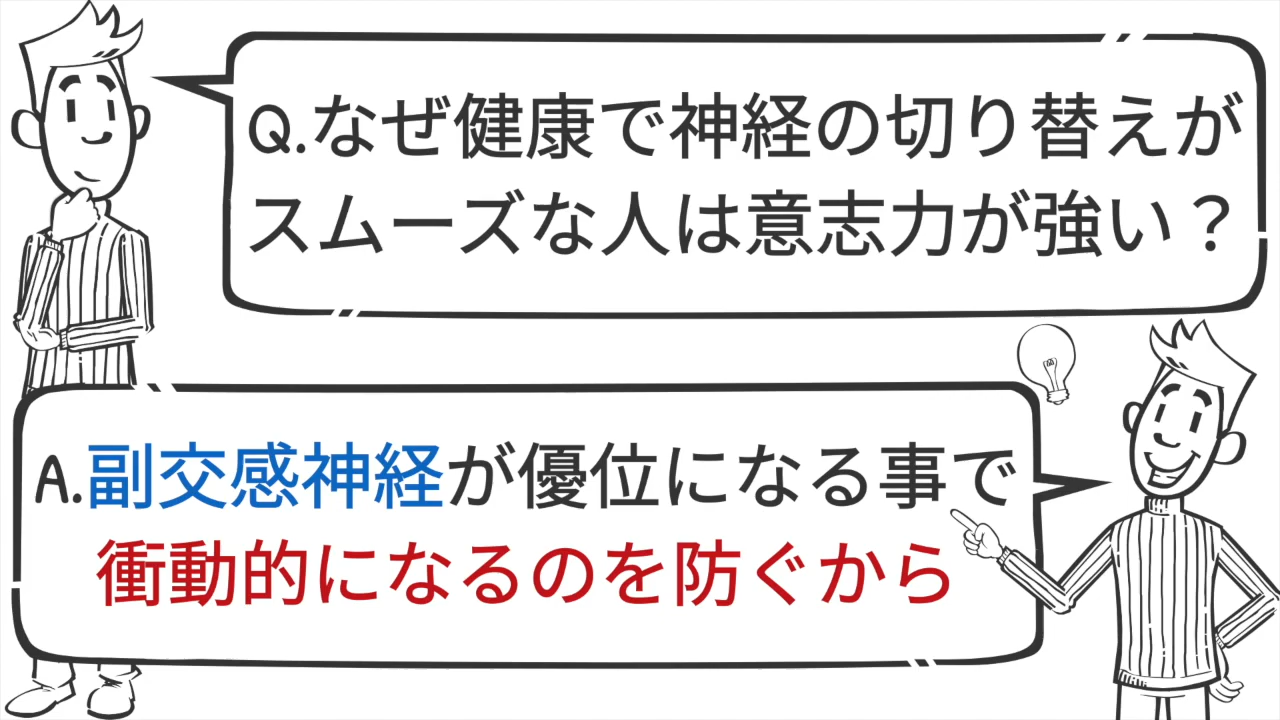 Q.なぜ健康で神経の切り替えが
スムーズな人は意志力が強い？
A.副交感神経が優位になる事で
衝動的になるのを防ぐから